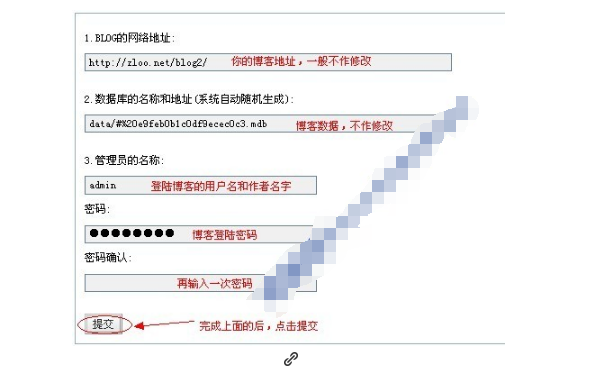 1.BLOG的网络地址:
http://zloo.net/blog2/ 你的博客地址，一般不作修改
2.数据库的名称和地址(系统自动随机生成):
data/#%20e9feb0b1c0df9ecec0c3.mdb 博客数据，不作修改
3.管理员的名称:
admin 登陆博客的用户名和作者名字
密码:
●●●●●●●● 博客登陆密码
密码确认:
再输入一次密码
提交 完成上面的后，点击提交